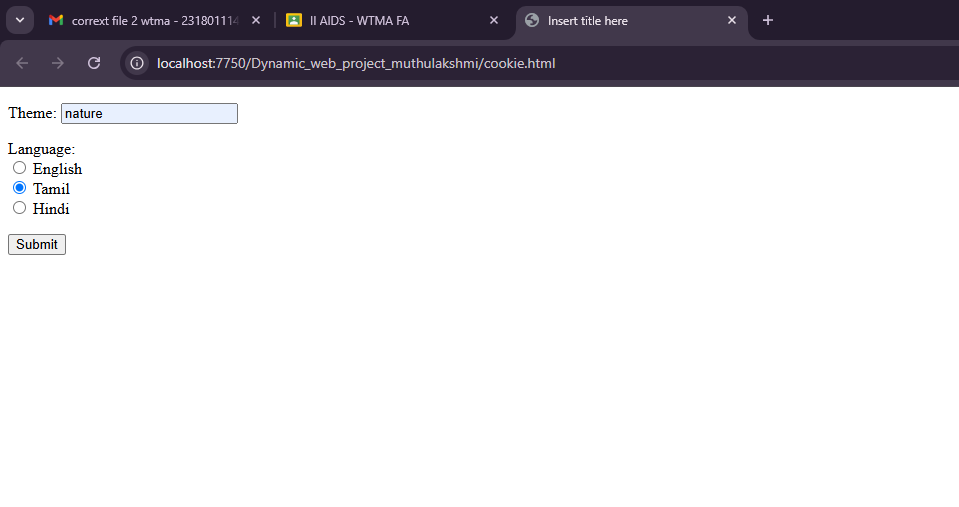 corrext file 2 wtma - 231801114
II AIDS - WTMA FA
Insert title here
localhost:7750/Dynamic_web_project_muthulakshmi/cookie.html
Theme: nature
Language:
English
Tamil
Hindi
Submit